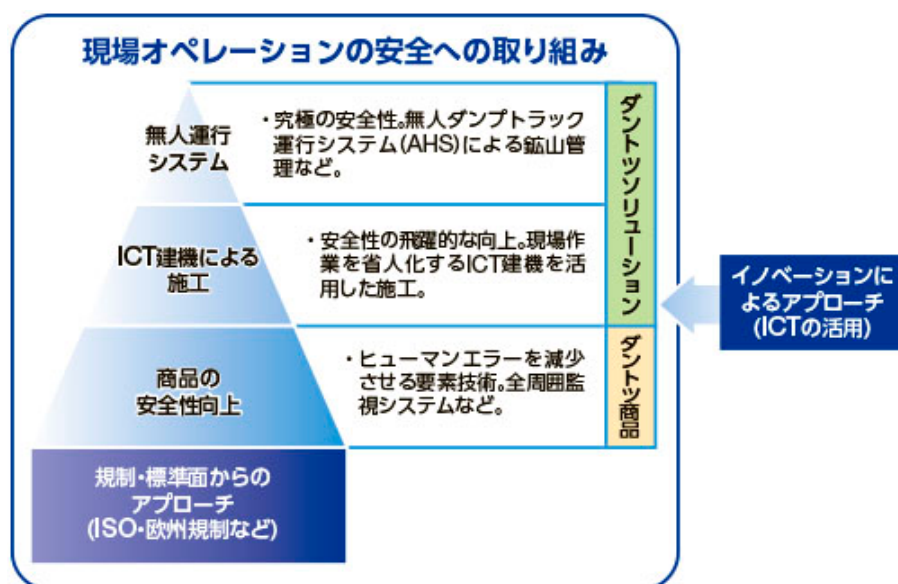 現場オペレーションの安全への取り組み
無人運行
システム
・究極の安全性。無人ダンプトラック
運行システム(AHS)による鉱山管
理など。
ICT建機による
施工
・安全性の飛躍的な向上。現場作
業を省人化するICT建機を活
用した施工。
商品の
安全性向上
・ヒューマンエラーを減少
させる要素技術。全周囲監
視システムなど。
規制・標準面からの
アプローチ
(ISO・欧州規制など)
ダントツソリューション
ダントツ商品
イノベーションに
よるアプローチ
(ICTの活用)